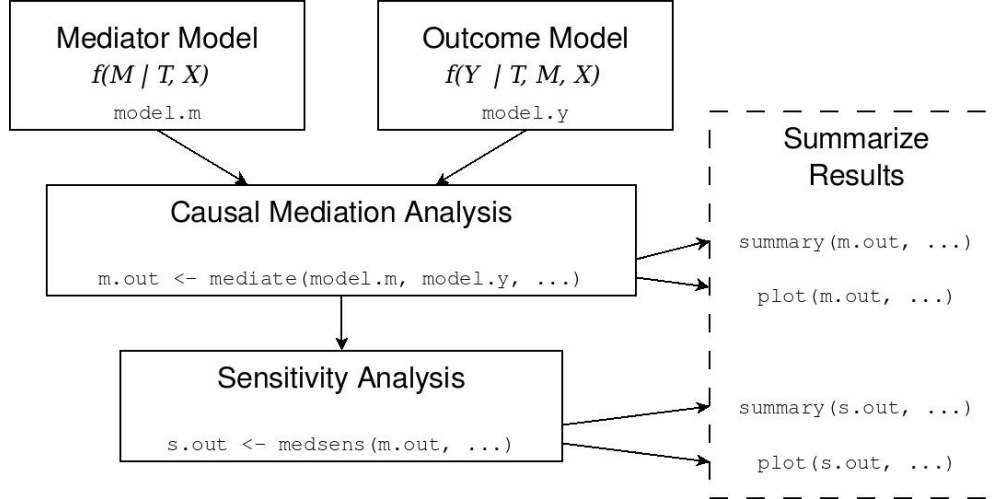 Mediator Model
f(M | T, X)
model.m
Outcome Model
f(Y | T, M, X)
model.y
Causal Mediation Analysis
m.out <- mediate(model.m, model.y, ...)
Sensitivity Analysis
s.out <- medsens(m.out, ...)
Summarize
Results
summary(m.out, ...)
plot(m.out, ...)
summary(s.out, ...)
plot(s.out, ...)